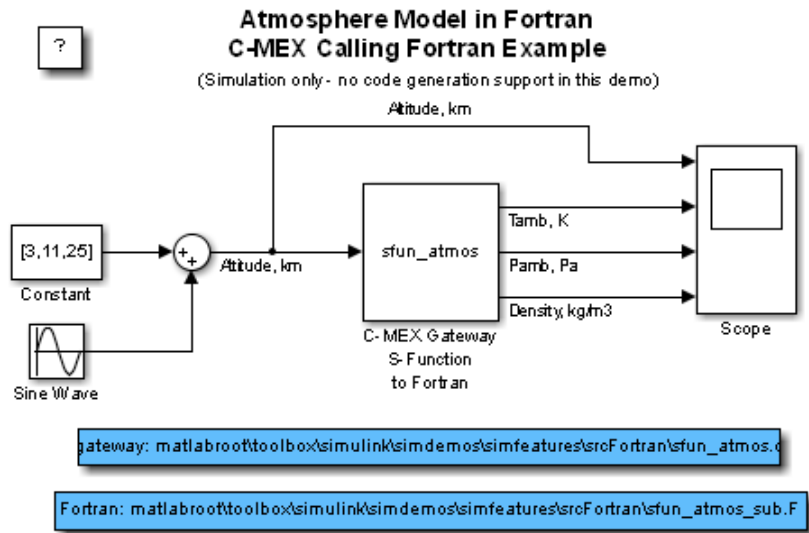 Atmosphere Model in Fortran
C-MEX Calling Fortran Example
?
(Simulation only - no code generation support in this demo)
Altitude, km
[3,11,25]
Constant
+
+
Altitude, km
sfun_atmos
Tamb, K
Pamb, Pa
Density, kg/m3
C-MEX Gateway
S-Function
to Fortran
Scope
Sine Wave
gateway: matlabroot\toolbox\simulink\simdemos\simfeatures\srcFortran\sfun_atmos.c
Fortran: matlabroot\toolbox\simulink\simdemos\simfeatures\srcFortran\sfun_atmos_sub.F